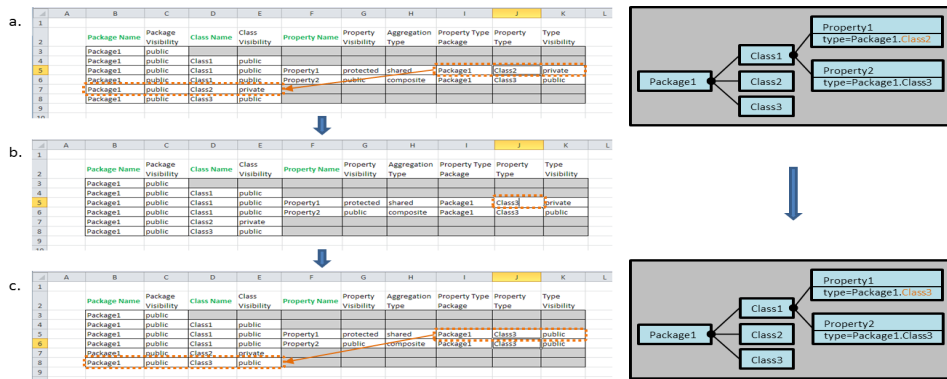 a.
A B C D E F G H I J K L
1
2 Package Name Package Visibility Class Name Class Visibility Property Name Property Visibility Aggregation Type Property Type Package Property Type Type Visibility
3 Package1 public
4 Package1 public Class1 public
5 Package1 public Class1 public Property1 protected shared Package1 Class2 private
6 Package1 public Class1 public Property2 public composite Package1 Class3 public
7 Package1 public Class2 private
8 Package1 public Class3 public
9
10
Package1
Class1
Class2
Class3
Property1
type=Package1.Class2
Property2
type=Package1.Class3
b.
A B C D E F G H I J K L
1
2 Package Name Package Visibility Class Name Class Visibility Property Name Property Visibility Aggregation Type Property Type Package Property Type Type Visibility
3 Package1 public
4 Package1 public Class1 public
5 Package1 public Class1 public Property1 protected shared Package1 Class3 private
6 Package1 public Class1 public Property2 public composite Package1 Class3 public
7 Package1 public Class2 private
8 Package1 public Class3 public
9
10
c.
A B C D E F G H I J K L
1
2 Package Name Package Visibility Class Name Class Visibility Property Name Property Visibility Aggregation Type Property Type Package Property Type Type Visibility
3 Package1 public
4 Package1 public Class1 public
5 Package1 public Class1 public Property1 protected shared Package1 Class3 public
6 Package1 public Class1 public Property2 public composite Package1 Class3 public
7 Package1 public Class2 private
8 Package1 public Class3 public
9
Package1
Class1
Class2
Class3
Property1
type=Package1.Class3
Property2
type=Package1.Class3